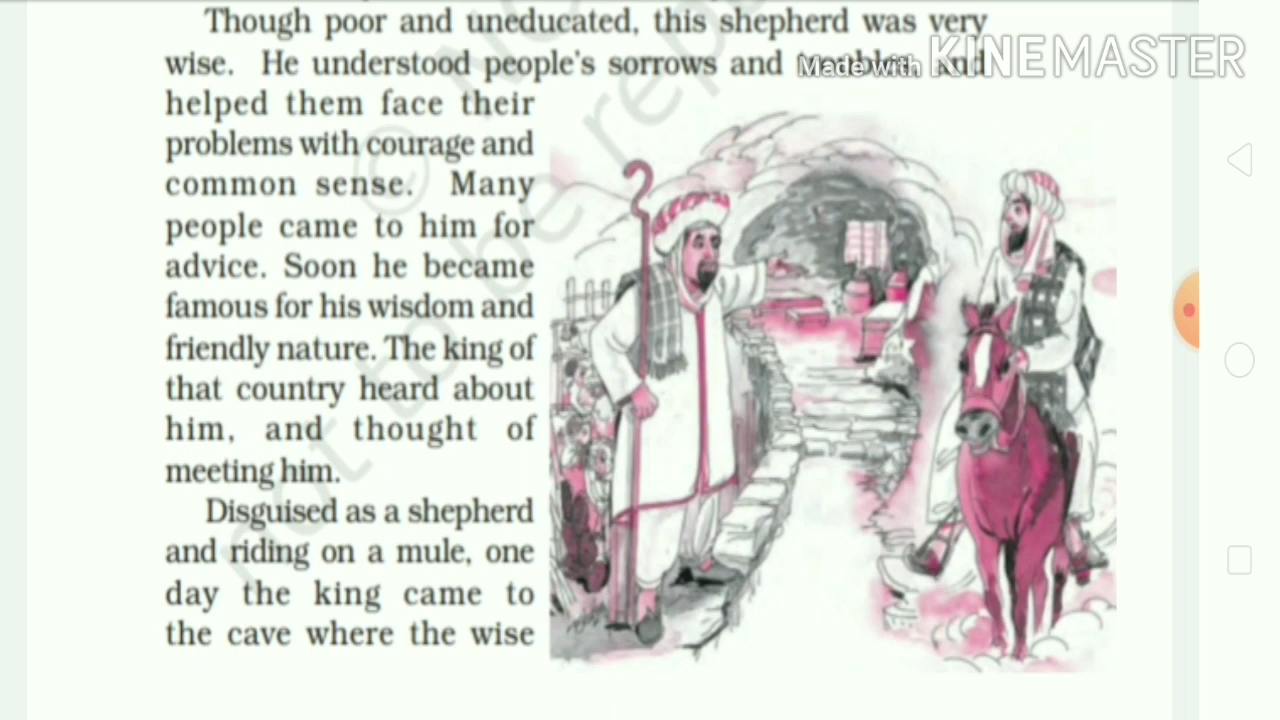 Though poor and uneducated, this shepherd was very
wise. He understood people's sorrows and troubles, and
Made with KINEMASTER
helped them face their
problems with courage and
common sense. Many
people came to him for
advice. Soon he became
famous for his wisdom and
friendly nature. The king of
that country heard about
him, and thought of
meeting him.
Disguised as a shepherd
and riding on a mule, one
day the king came to
the cave where the wise